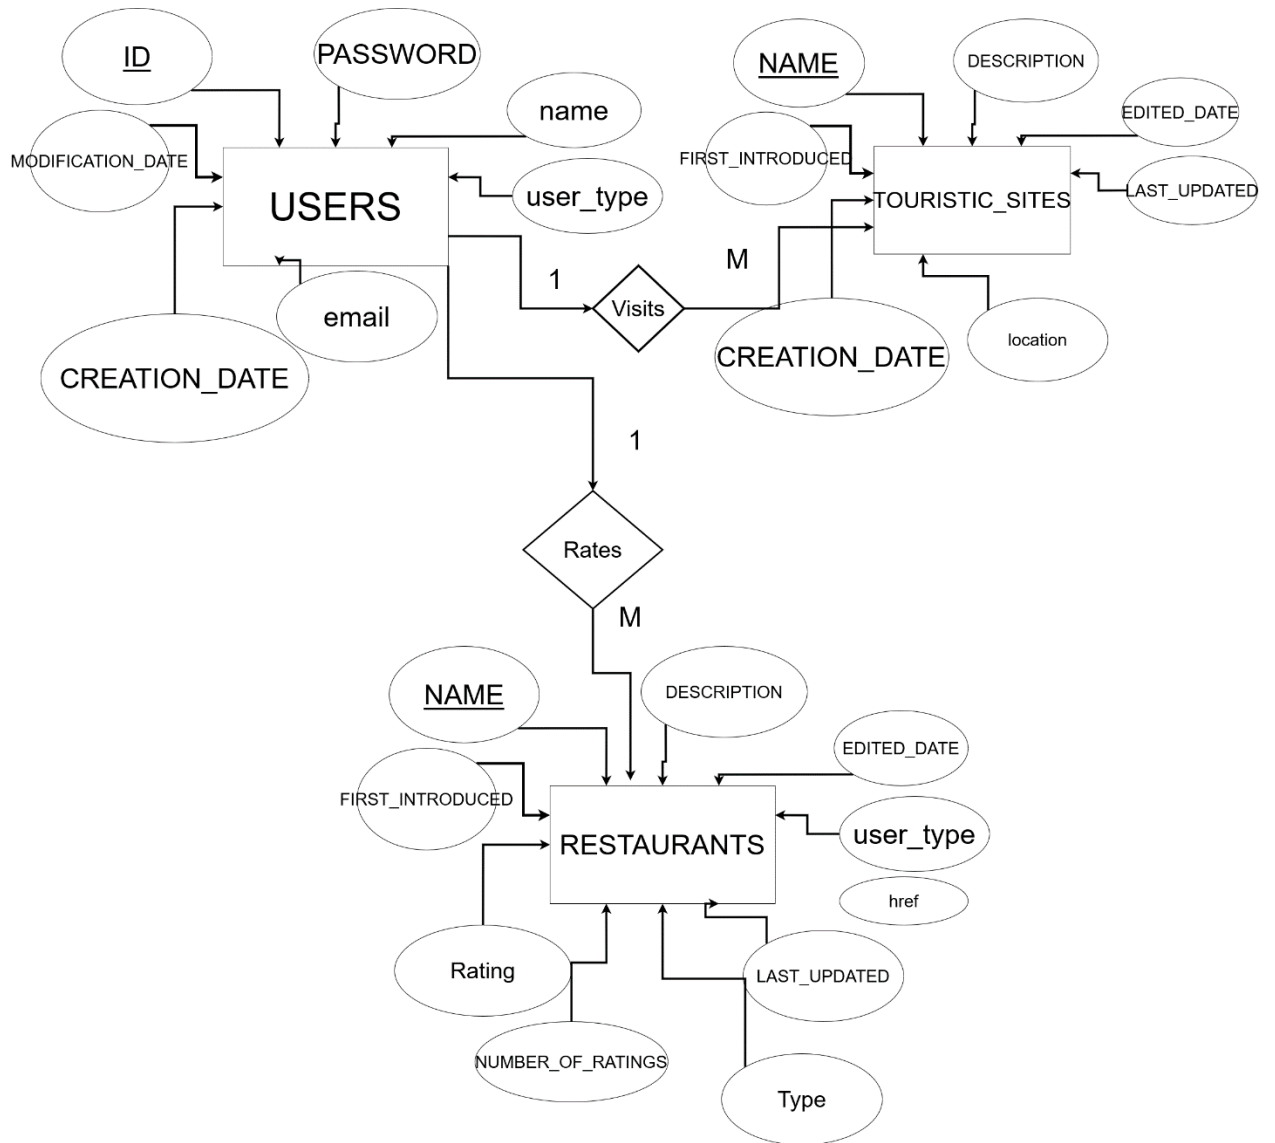 ID
PASSWORD
name
MODIFICATION_DATE
user_type
USERS
CREATION_DATE
email
1
Visits
M
NAME
DESCRIPTION
EDITED_DATE
FIRST_INTRODUCED
LAST_UPDATED
TOURISTIC_SITES
CREATION_DATE
location
1
Rates
M
NAME
DESCRIPTION
EDITED_DATE
FIRST_INTRODUCED
user_type
RESTAURANTS
href
Rating
LAST_UPDATED
NUMBER_OF_RATINGS
Type